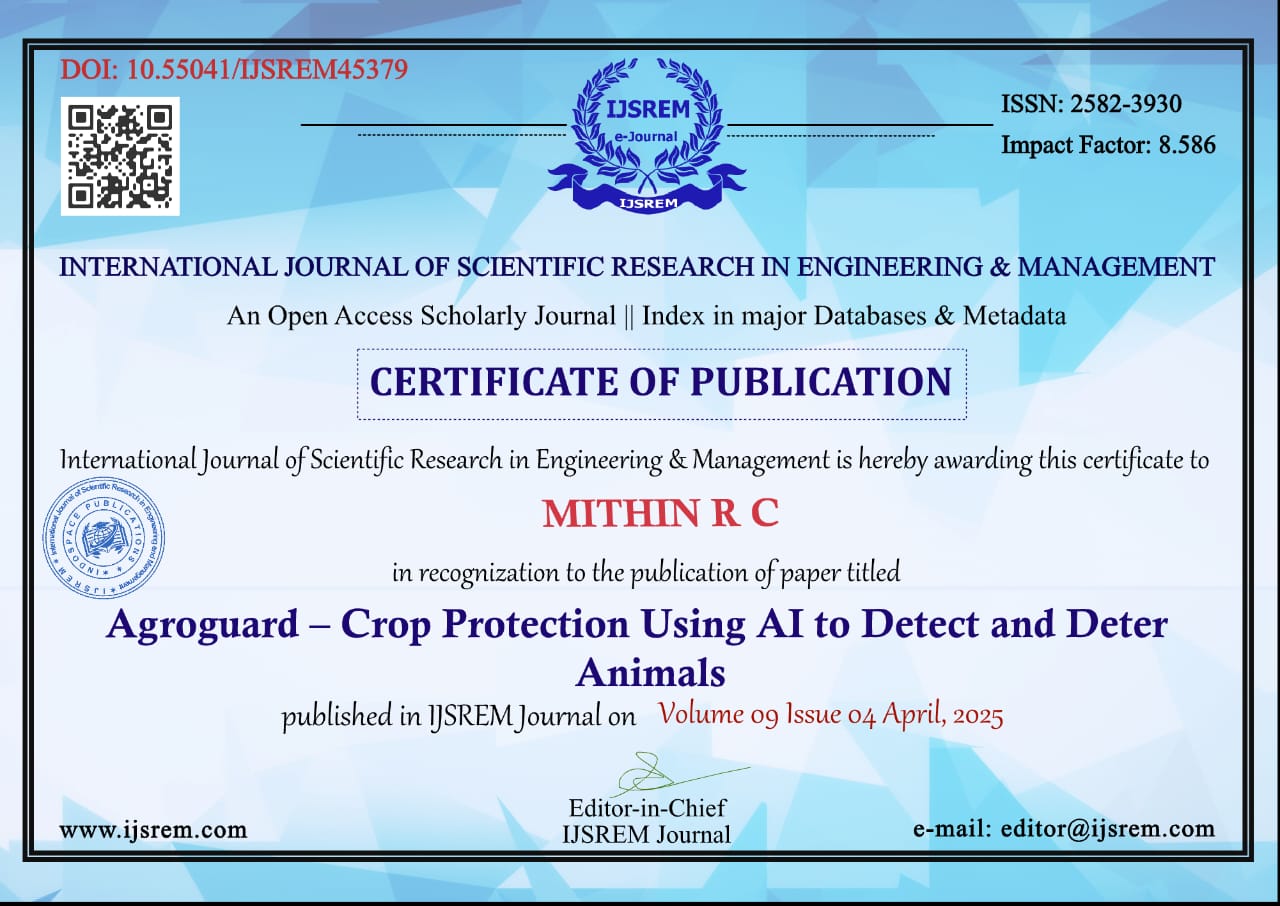 DOI: 10.55041/IJSREM45379
IJSREM
e-Journal
IJSREM
ISSN: 2582-3930
Impact Factor: 8.586
INTERNATIONAL JOURNAL OF SCIENTIFIC RESEARCH IN ENGINEERING & MANAGEMENT
An Open Access Scholarly Journal || Index in major Databases & Metadata
CERTIFICATE OF PUBLICATION
International Journal of Scientific Research in Engineering & Management is hereby awarding this certificate to
MITHIN R C
International Journal of Scientific Research in Engineering and Management
IJSREM
INDOSPACE PUBLICATIONS
in recognization to the publication of paper titled
Agroguard – Crop Protection Using AI to Detect and Deter
Animals
published in IJSREM Journal on Volume 09 Issue 04 April, 2025
Editor-in-Chief
IJSREM Journal
www.ijsrem.com
e-mail: editor@ijsrem.com